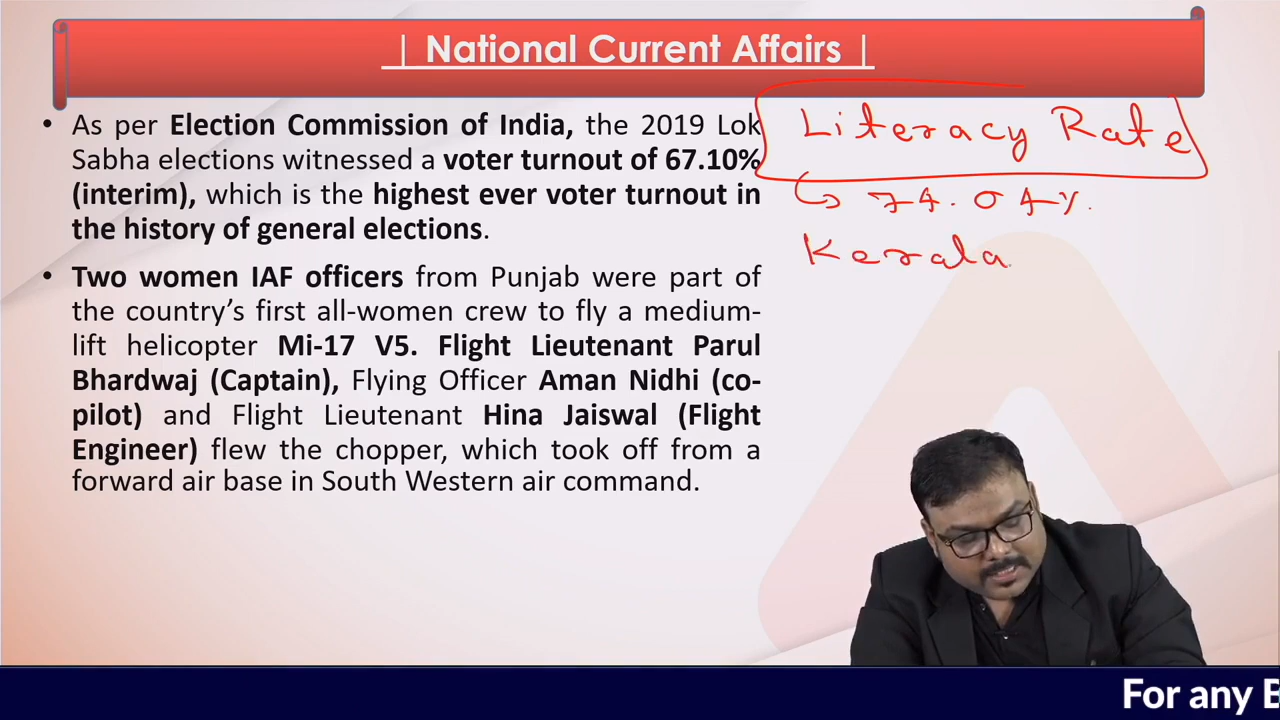 | National Current Affairs |
• As per Election Commission of India, the 2019 Lok
Sabha elections witnessed a voter turnout of 67.10%
(interim), which is the highest ever voter turnout in
the history of general elections.
• Two women IAF officers from Punjab were part of
the country’s first all-women crew to fly a medium-
lift helicopter Mi-17 V5. Flight Lieutenant Parul
Bhardwaj (Captain), Flying Officer Aman Nidhi (co-
pilot) and Flight Lieutenant Hina Jaiswal (Flight
Engineer) flew the chopper, which took off from a
forward air base in South Western air command.
Literacy Rate
74.04%.
Kerala
For any E